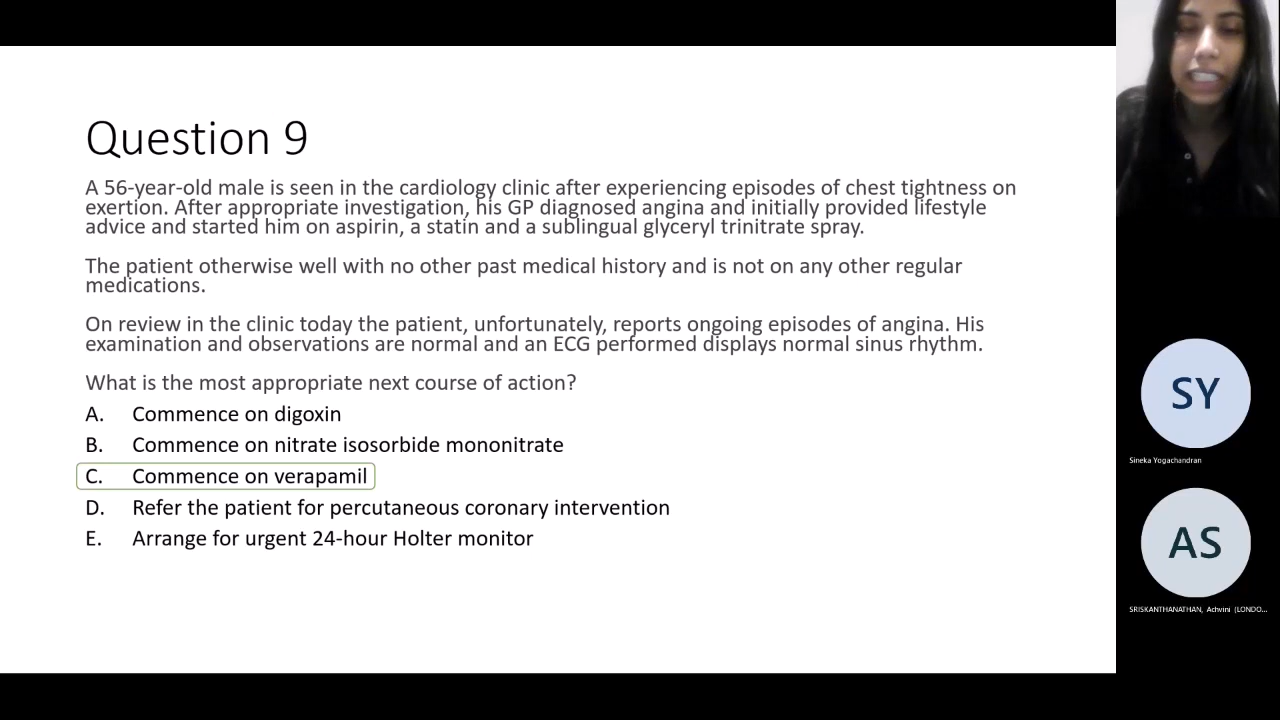 Question 9
A 56-year-old male is seen in the cardiology clinic after experiencing episodes of chest tightness on
exertion. After appropriate investigation, his GP diagnosed angina and initially provided lifestyle
advice and started him on aspirin, a statin and a sublingual glyceryl trinitrate spray.
The patient otherwise well with no other past medical history and is not on any other regular
medications.
On review in the clinic today the patient, unfortunately, reports ongoing episodes of angina. His
examination and observations are normal and an ECG performed displays normal sinus rhythm.
What is the most appropriate next course of action?
A. Commence on digoxin
B. Commence on nitrate isosorbide mononitrate
C. Commence on verapamil
D. Refer the patient for percutaneous coronary intervention
E. Arrange for urgent 24-hour Holter monitor
SY
Sineka Yogachandran
AS
SRISKANTHANATHAN, Achvini (LONDO...